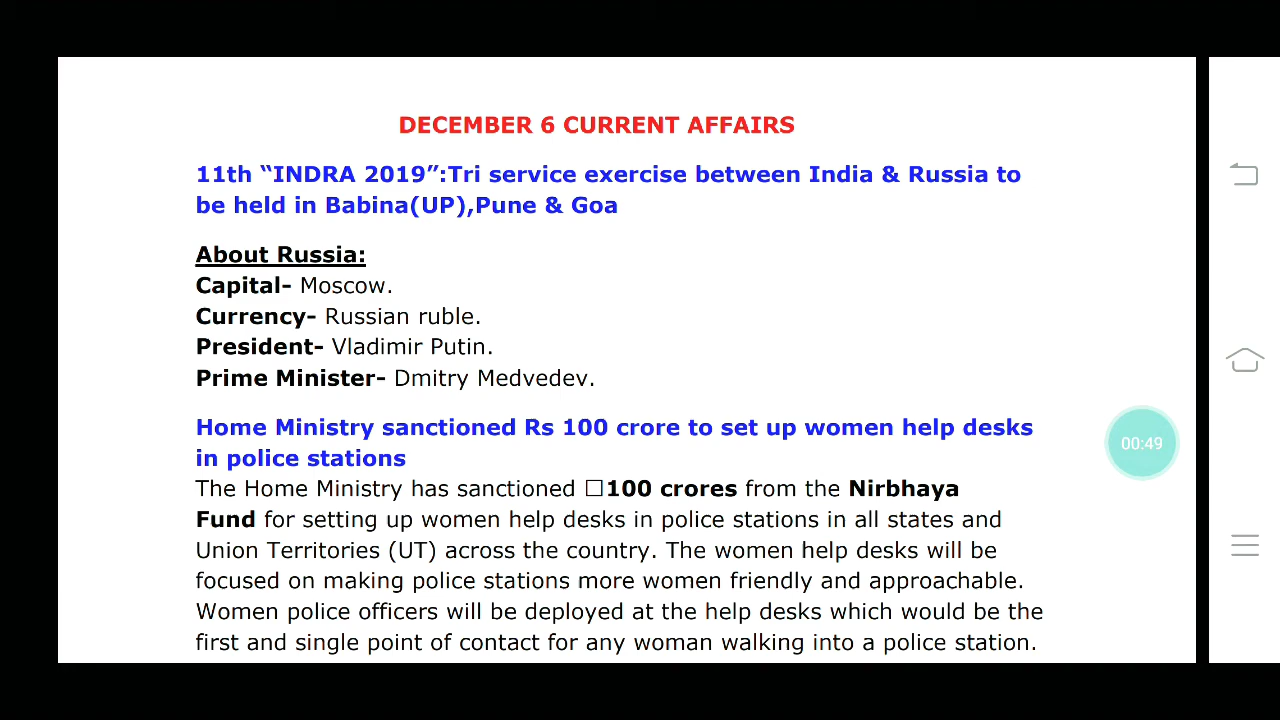 DECEMBER 6 CURRENT AFFAIRS
11th “INDRA 2019”:Tri service exercise between India & Russia to
be held in Babina(UP),Pune & Goa
About Russia:
Capital- Moscow.
Currency- Russian ruble.
President- Vladimir Putin.
Prime Minister- Dmitry Medvedev.
Home Ministry sanctioned Rs 100 crore to set up women help desks
in police stations
The Home Ministry has sanctioned □100 crores from the Nirbhaya
Fund for setting up women help desks in police stations in all states and
Union Territories (UT) across the country. The women help desks will be
focused on making police stations more women friendly and approachable.
Women police officers will be deployed at the help desks which would be the
first and single point of contact for any woman walking into a police station.
00:49